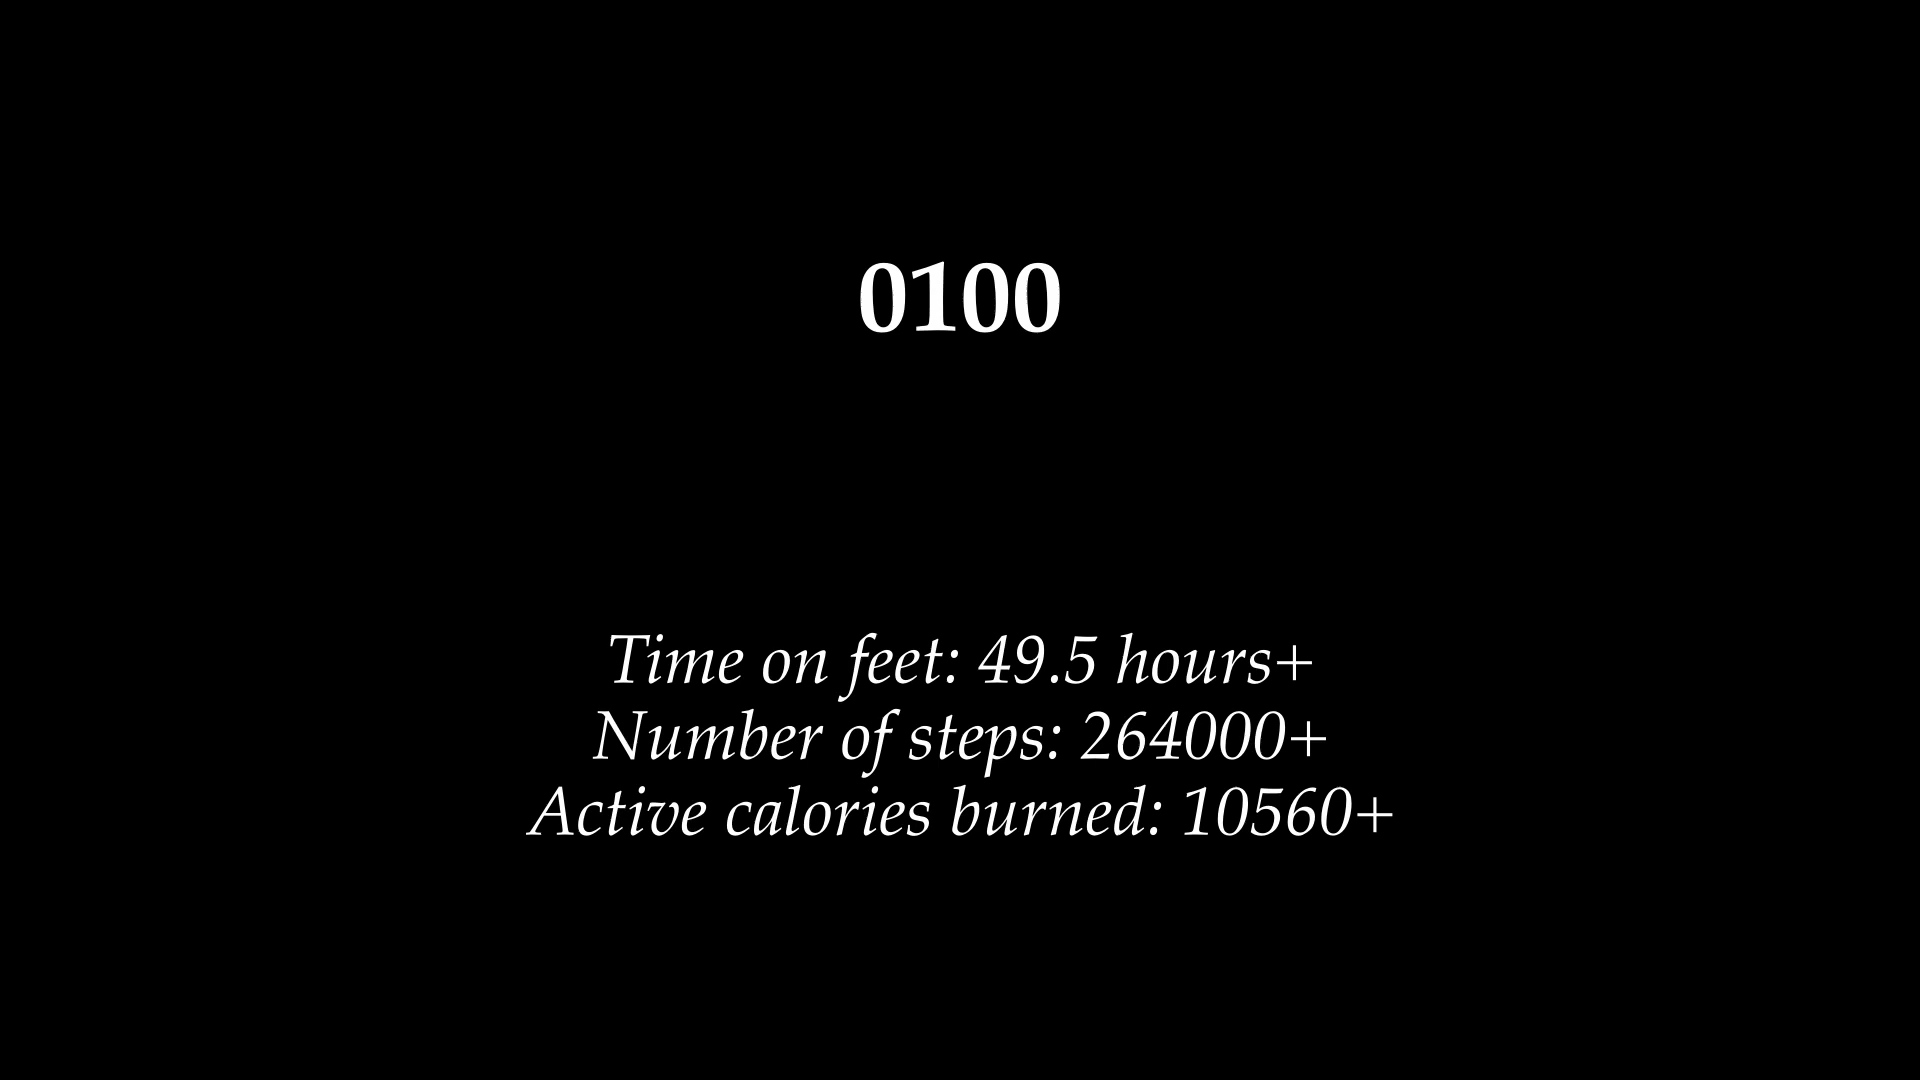 0100
Time on feet: 49.5 hours+
Number of steps: 264000+
Active calories burned: 10560+